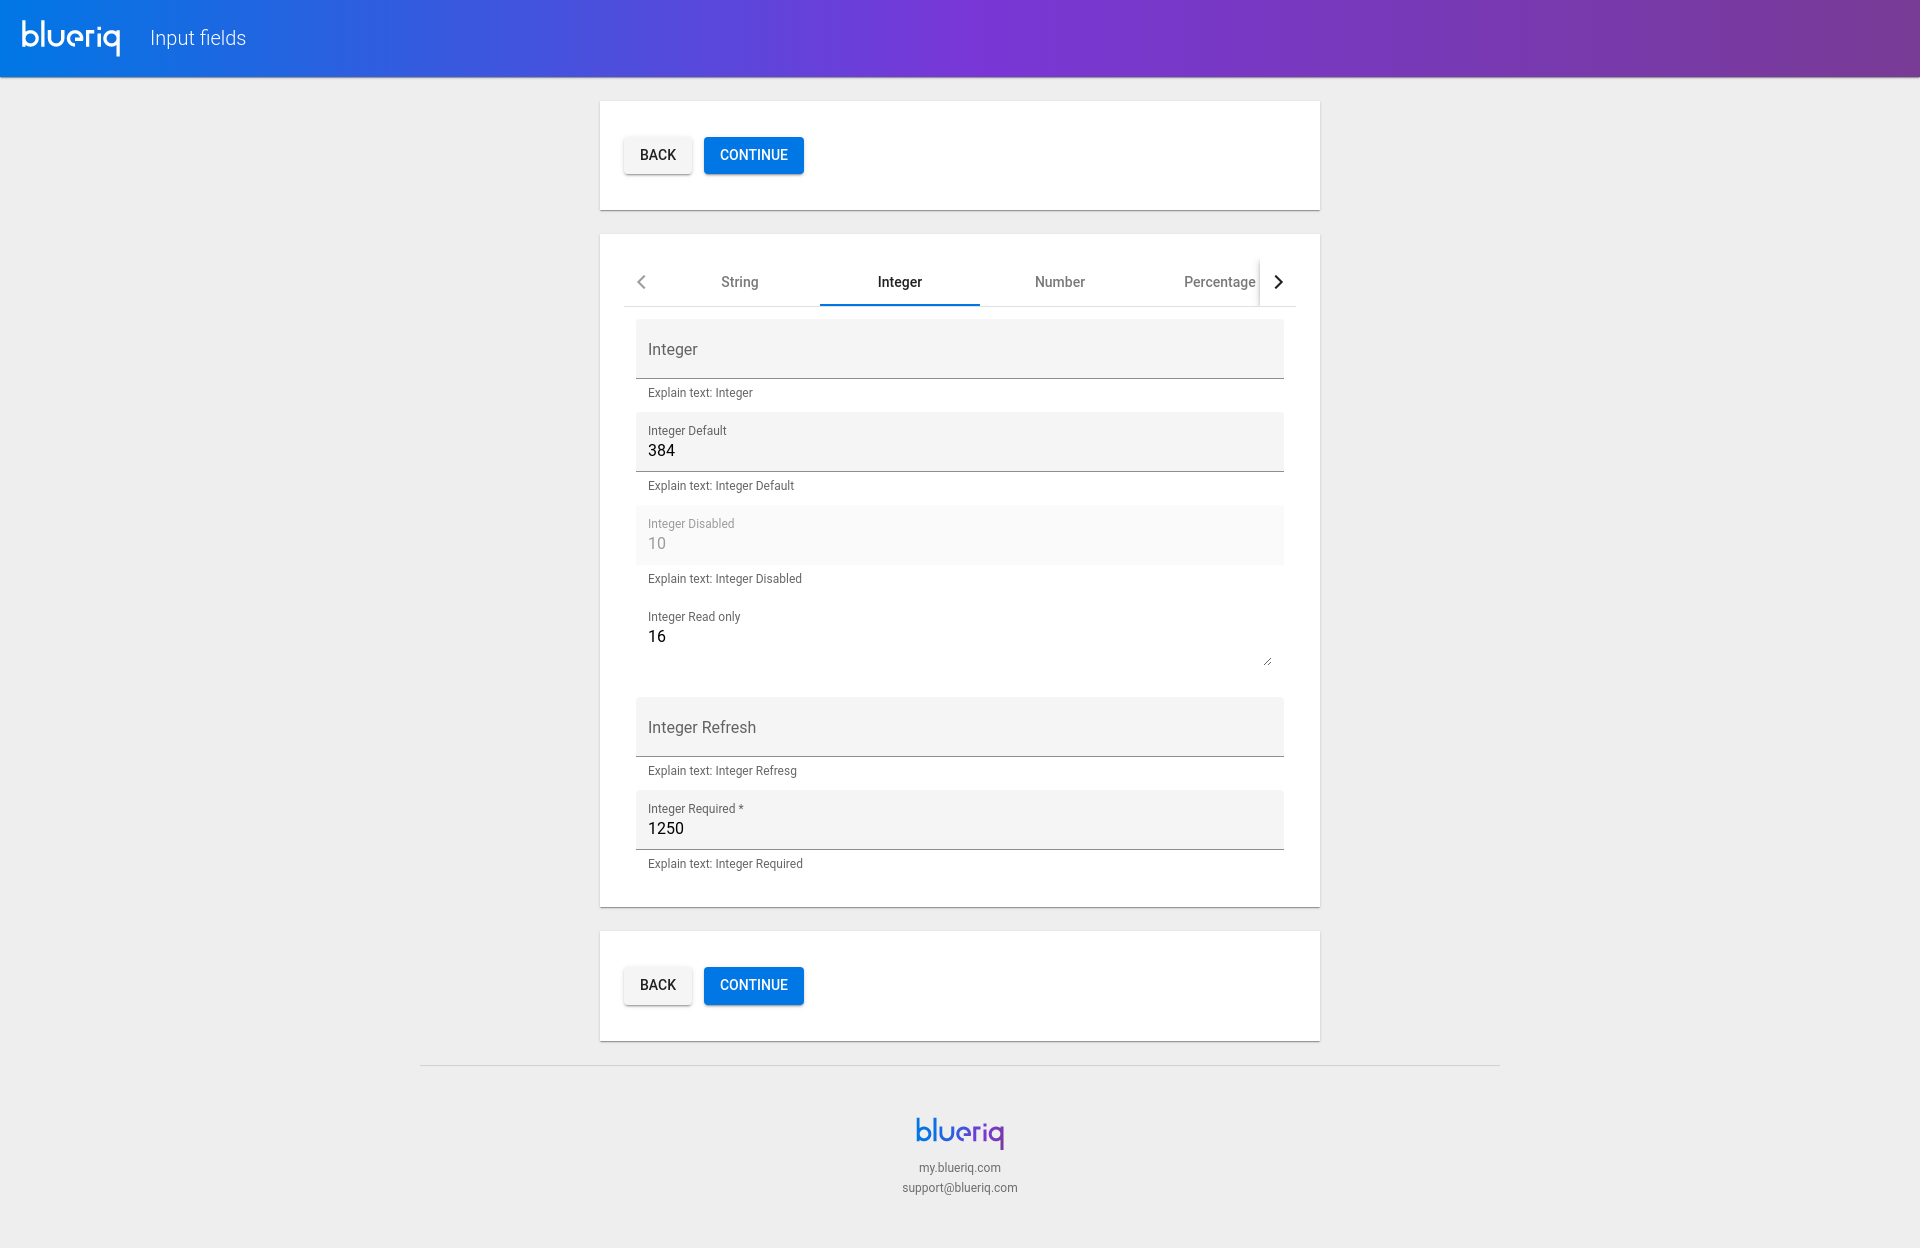 blueriq Input fields
BACK CONTINUE
String Integer Number Percentage
Integer
Explain text: Integer
Integer Default
384
Explain text: Integer Default
Integer Disabled
10
Explain text: Integer Disabled
Integer Read only
16
Integer Refresh
Explain text: Integer Refresg
Integer Required *
1250
Explain text: Integer Required
BACK CONTINUE
blueriq
my.blueriq.com
support@blueriq.com